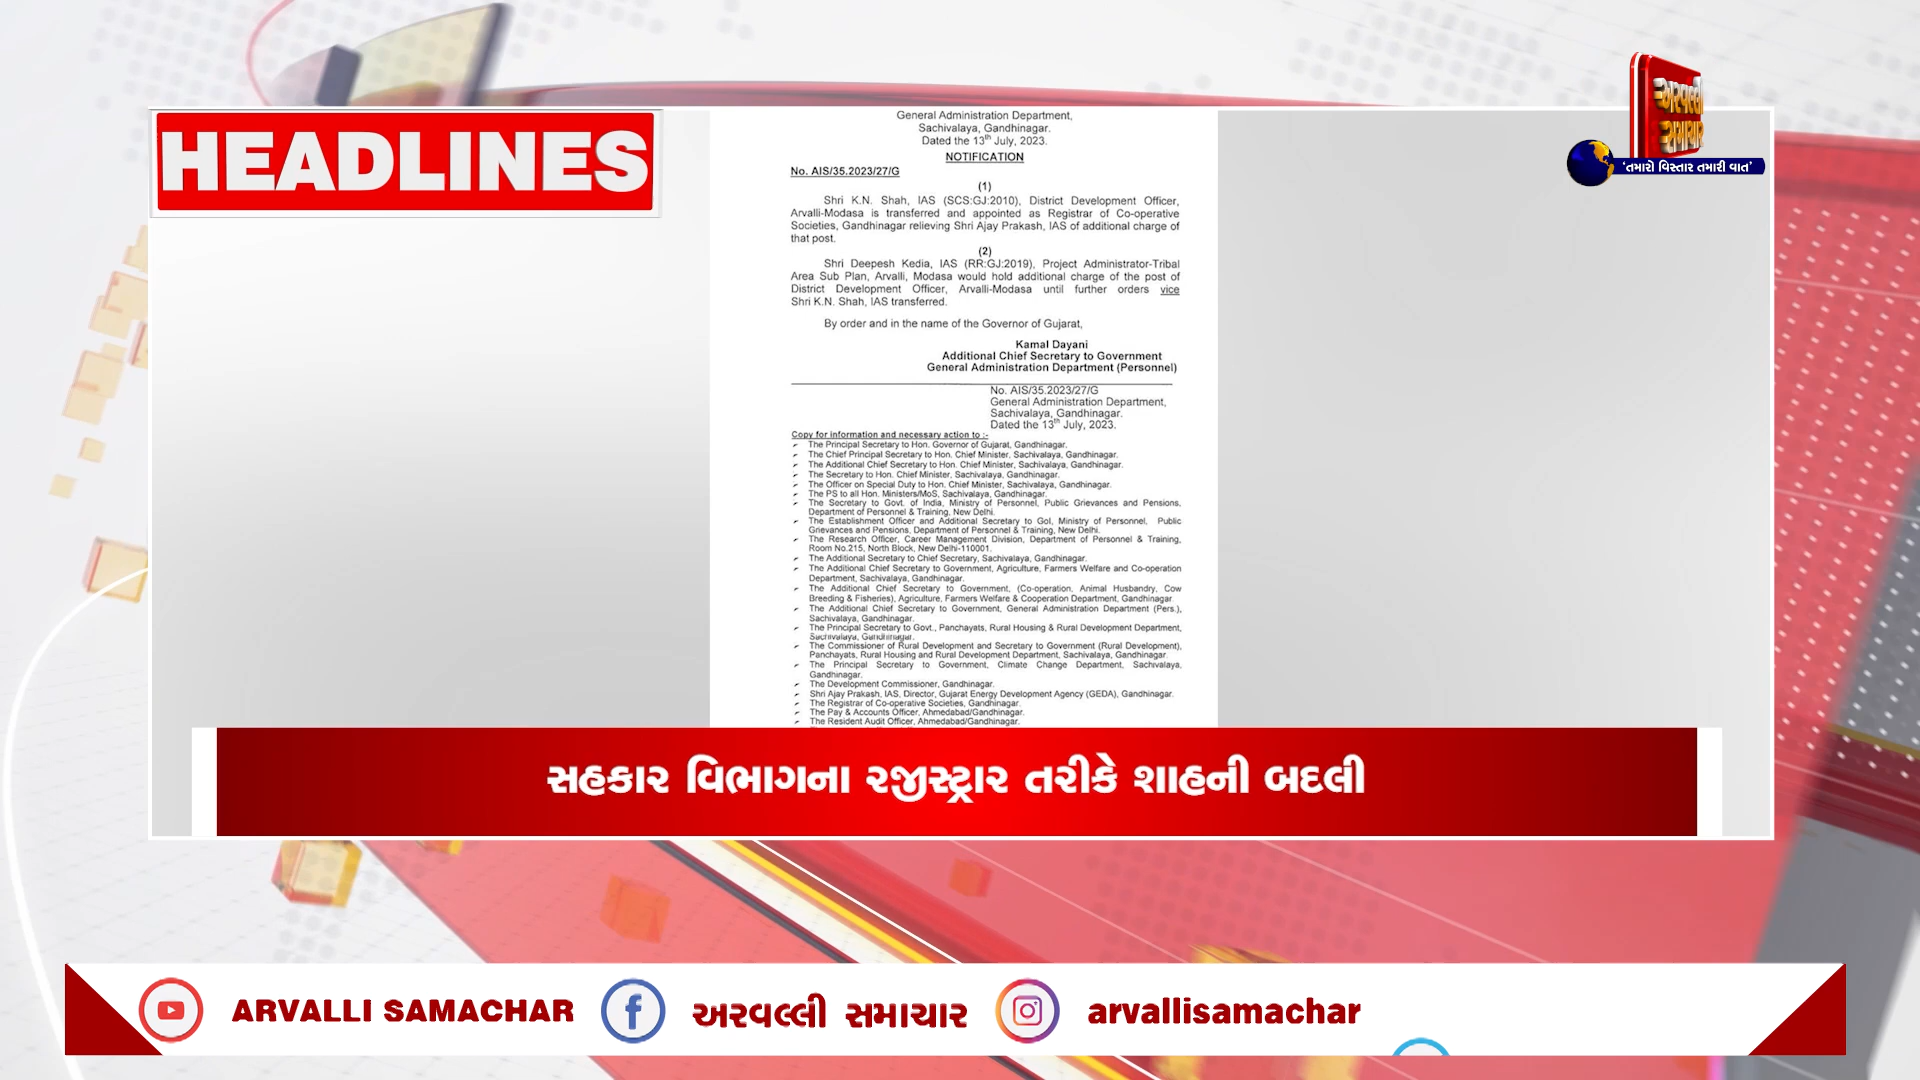 HEADLINES
અરવલ્લી
સમાચાર
'તમારો વિસ્તાર તમારી વાત'
General Administration Department,
Sachivalaya, Gandhinagar.
Dated the 13th July, 2023.
NOTIFICATION
No. AIS/35.2023/27/G
(1)
Shri K.N. Shah, IAS (SCS:GJ:2010), District Development Officer,
Arvalli-Modasa is transferred and appointed as Registrar of Co-operative
Societies, Gandhinagar relieving Shri Ajay Prakash, IAS of additional charge of
that post.
(2)
Shri Deepesh Kedia, IAS (RR:GJ:2019), Project Administrator-Tribal
Area Sub Plan, Arvalli, Modasa would hold additional charge of the post of
District Development Officer, Arvalli-Modasa until further orders vice
Shri K.N. Shah, IAS transferred.
By order and in the name of the Governor of Gujarat,
Kamal Dayani
Additional Chief Secretary to Government
General Administration Department (Personnel)
No. AIS/35.2023/27/G
General Administration Department,
Sachivalaya, Gandhinagar.
Dated the 13th July, 2023.
Copy for information and necessary action to :-
The Principal Secretary to Hon. Governor of Gujarat, Gandhinagar.
The Chief Principal Secretary to Hon. Chief Minister, Sachivalaya, Gandhinagar.
The Additional Chief Secretary to Hon. Chief Minister, Sachivalaya, Gandhinagar.
The Secretary to Hon. Chief Minister, Sachivalaya, Gandhinagar.
The Officer on Special Duty to Hon. Chief Minister, Sachivalaya, Gandhinagar.
The PS to all Hon. Ministers/MoS, Sachivalaya, Gandhinagar.
The Secretary to Govt. of India, Ministry of Personnel, Public Grievances and Pensions,
Department of Personnel & Training, New Delhi.
The Establishment Officer and Additional Secretary to GoI, Ministry of Personnel, Public
Grievances and Pensions, Department of Personnel & Training, New Delhi.
The Research Officer, Career Management Division, Department of Personnel & Training,
Room No.215, North Block, New Delhi-110001.
The Additional Secretary to Chief Secretary, Sachivalaya, Gandhinagar.
The Additional Chief Secretary to Government, Agriculture, Farmers Welfare and Co-operation
Department, Sachivalaya, Gandhinagar.
The Additional Chief Secretary to Government, (Co-operation, Animal Husbandry, Cow
Breeding & Fisheries), Agriculture, Farmers Welfare & Cooperation Department, Gandhinagar.
The Additional Chief Secretary to Government, General Administration Department (Pers.),
Sachivalaya, Gandhinagar.
The Principal Secretary to Govt., Panchayats, Rural Housing & Rural Development Department,
Sachivalaya, Gandhinagar.
The Commissioner of Rural Development and Secretary to Government (Rural Development),
Panchayats, Rural Housing and Rural Development Department, Sachivalaya, Gandhinagar.
The Principal Secretary to Government, Climate Change Department, Sachivalaya,
Gandhinagar.
The Development Commissioner, Gandhinagar.
Shri Ajay Prakash, IAS, Director, Gujarat Energy Development Agency (GEDA), Gandhinagar.
The Registrar of Co-operative Societies, Gandhinagar.
The Pay & Accounts Officer, Ahmedabad/Gandhinagar.
The Resident Audit Officer, Ahmedabad/Gandhinagar.
સહકાર વિભાગના રજીસ્ટ્રાર તરીકે શાહની બદલી
ARVALLI SAMACHAR અરવલ્લી સમાચાર arvallisamachar